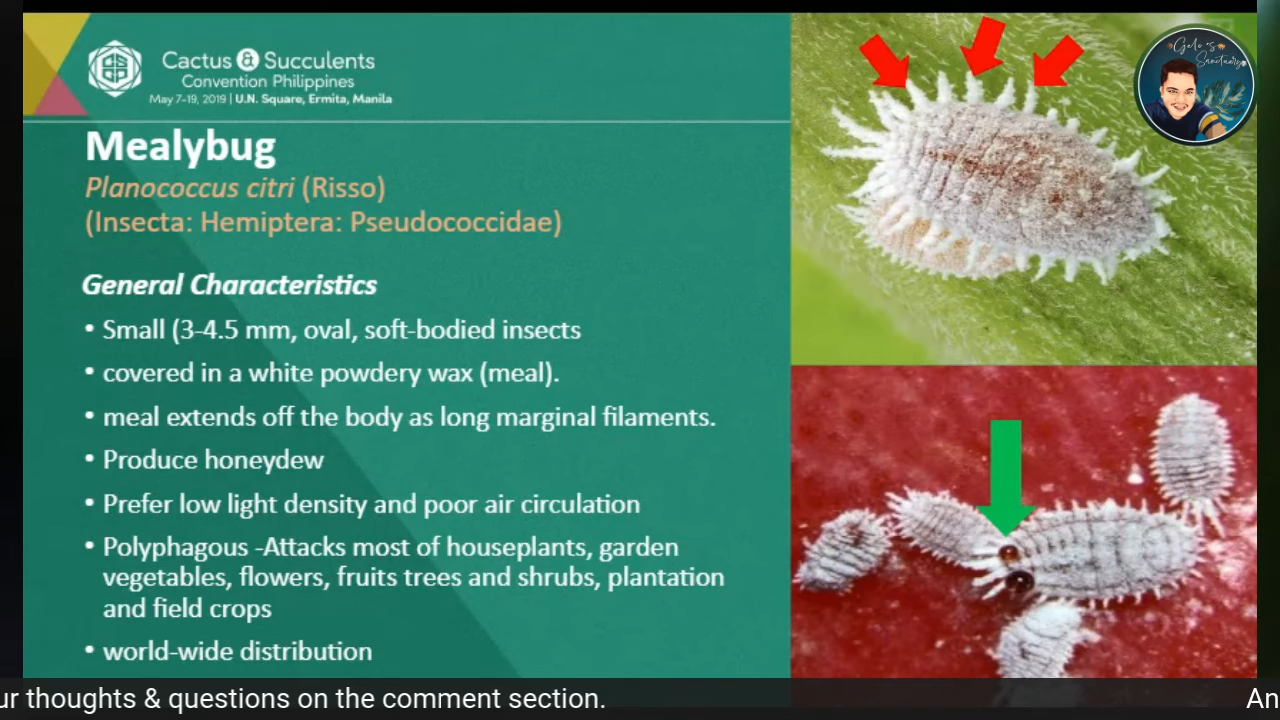 Cactus & Succulents
Convention Philippines
May 7-19, 2019 | U.N. Square, Ermita, Manila
Gelo's
Sanctuary
Mealybug
Planococcus citri (Risso)
(Insecta: Hemiptera: Pseudococcidae)
General Characteristics
• Small (3-4.5 mm, oval, soft-bodied insects
• covered in a white powdery wax (meal).
• meal extends off the body as long marginal filaments.
• Produce honeydew
• Prefer low light density and poor air circulation
• Polyphagous -Attacks most of houseplants, garden
vegetables, flowers, fruits trees and shrubs, plantation
and field crops
• world-wide distribution
ur thoughts & questions on the comment section. An